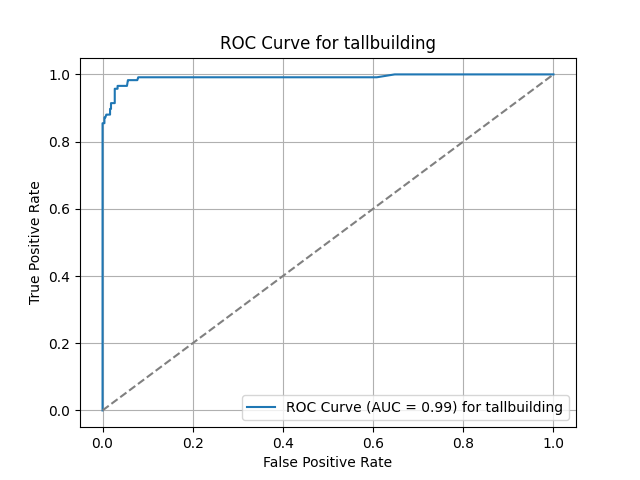 ROC Curve for tallbuilding
True Positive Rate
1.0
0.8
0.6
0.4
0.2
0.0
ROC Curve (AUC = 0.99) for tallbuilding
0.0 0.2 0.4 0.6 0.8 1.0
False Positive Rate